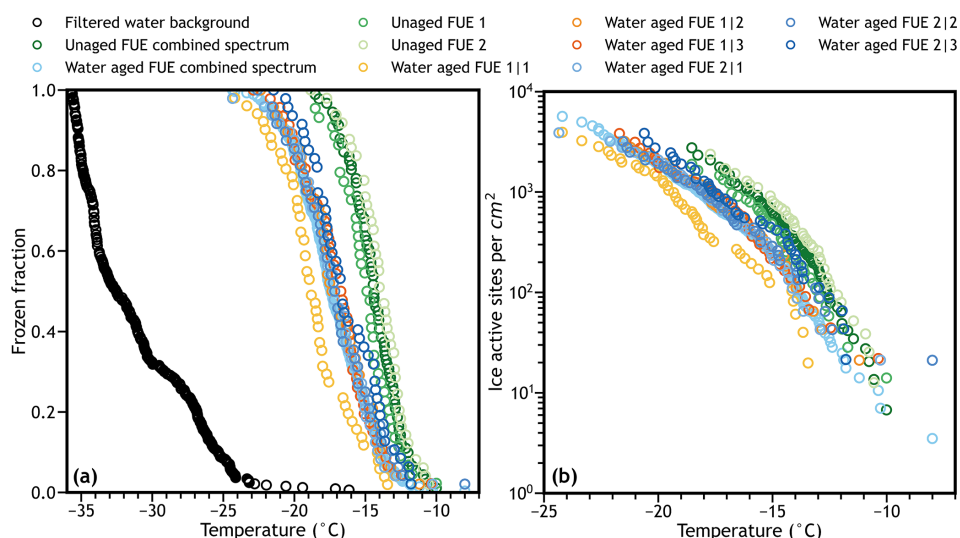 Filtered water background
Unaged FUE combined spectrum
Water aged FUE combined spectrum
Unaged FUE 1
Unaged FUE 2
Water aged FUE 1|1
Water aged FUE 1|2
Water aged FUE 1|3
Water aged FUE 2|1
Water aged FUE 2|2
Water aged FUE 2|3
Frozen fraction
1.0
0.8
0.6
0.4
0.2
0.0
(a)
−35 −30 −25 −20 −15 −10
Temperature (°C)
Ice active sites per cm²
10⁴
10³
10²
10¹
10⁰
(b)
−25 −20 −15 −10
Temperature (°C)